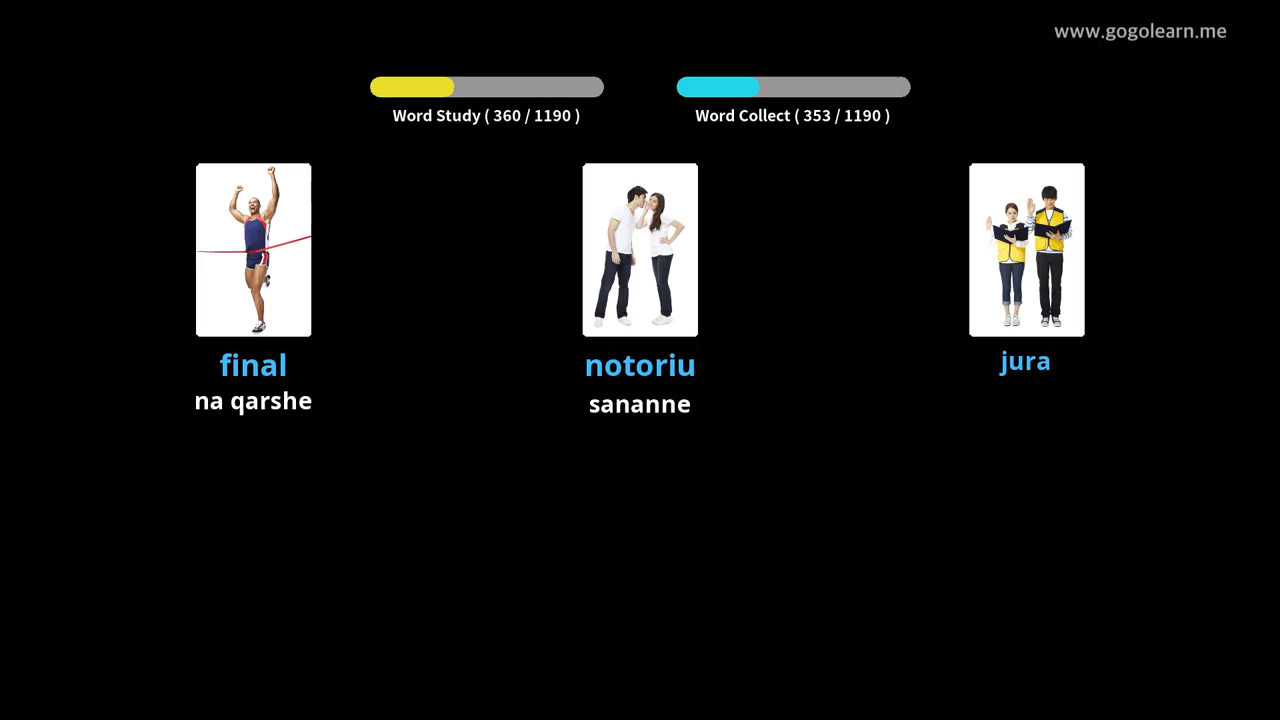 www.gogolearn.me
Word Study ( 360 / 1190 )
Word Collect ( 353 / 1190 )
final
na qarshe
notoriu
sananne
jura